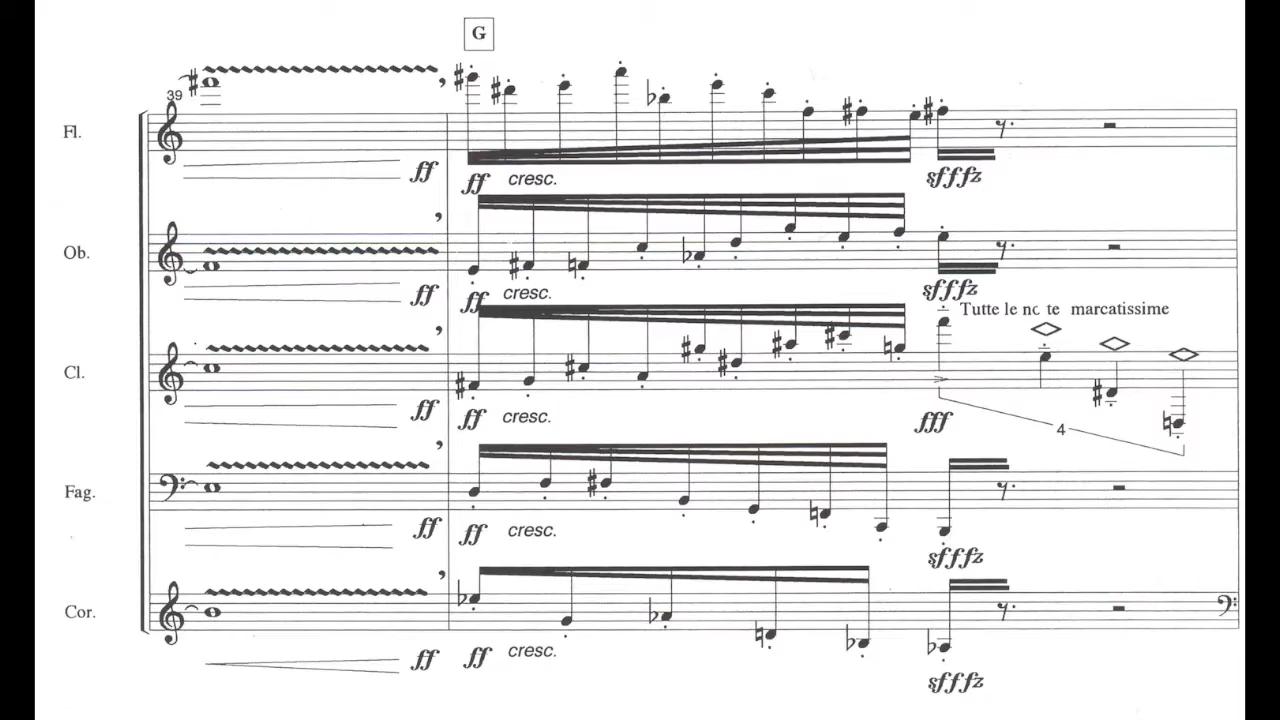 G
39
Fl.
ff ff cresc. sfffz
Ob.
ff ff cresc. sfffz
Tutte le note marcatissime
Cl.
ff ff cresc. fff
4
Fag.
ff ff cresc. sfffz
Cor.
ff ff cresc. sfffz